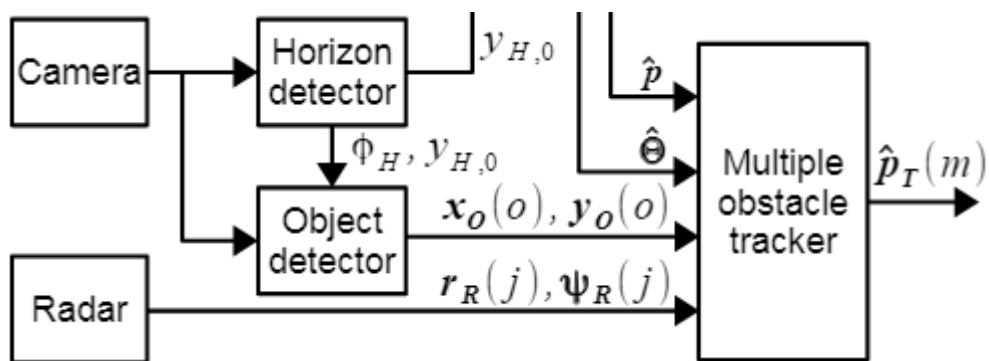 Camera
Horizon
detector
y_{H,0}
p̂
ϕ_H, y_{H,0}
Θ̂
Multiple
obstacle
tracker
p̂_T(m)
Object
detector
x_O(o), y_O(o)
Radar
r_R(j), ψ_R(j)